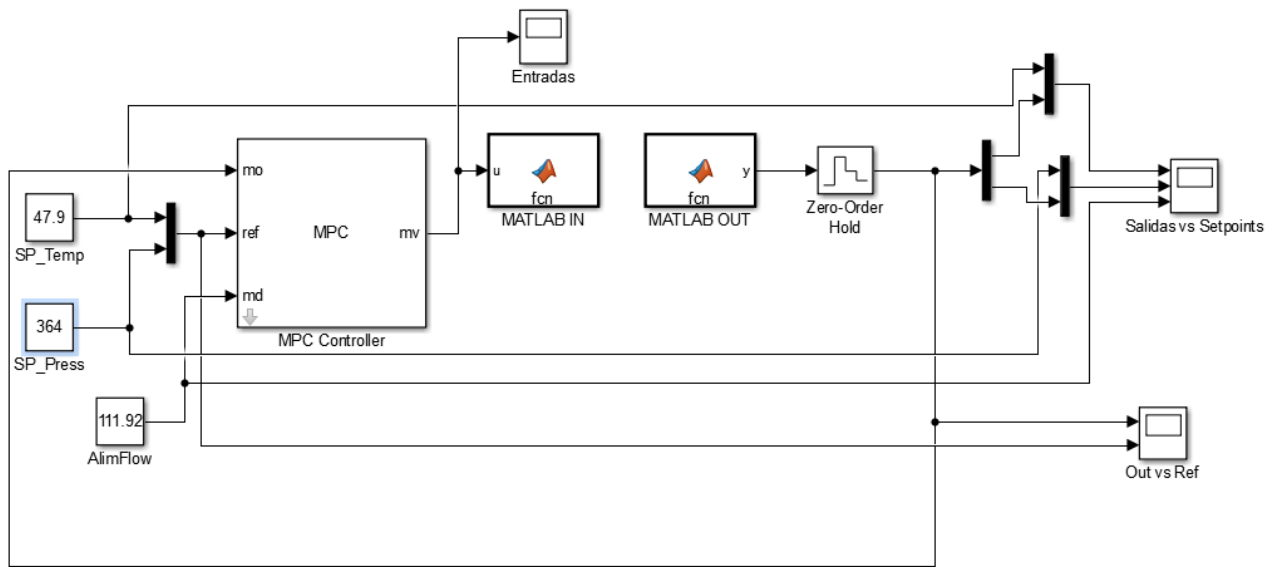 Entradas
mo
47.9
SP_Temp
ref
MPC
mv
md
MPC Controller
364
SP_Press
111.92
AlimFlow
u
fcn
MATLAB IN
y
fcn
MATLAB OUT
Zero-Order
Hold
Salidas vs Setpoints
Out vs Ref